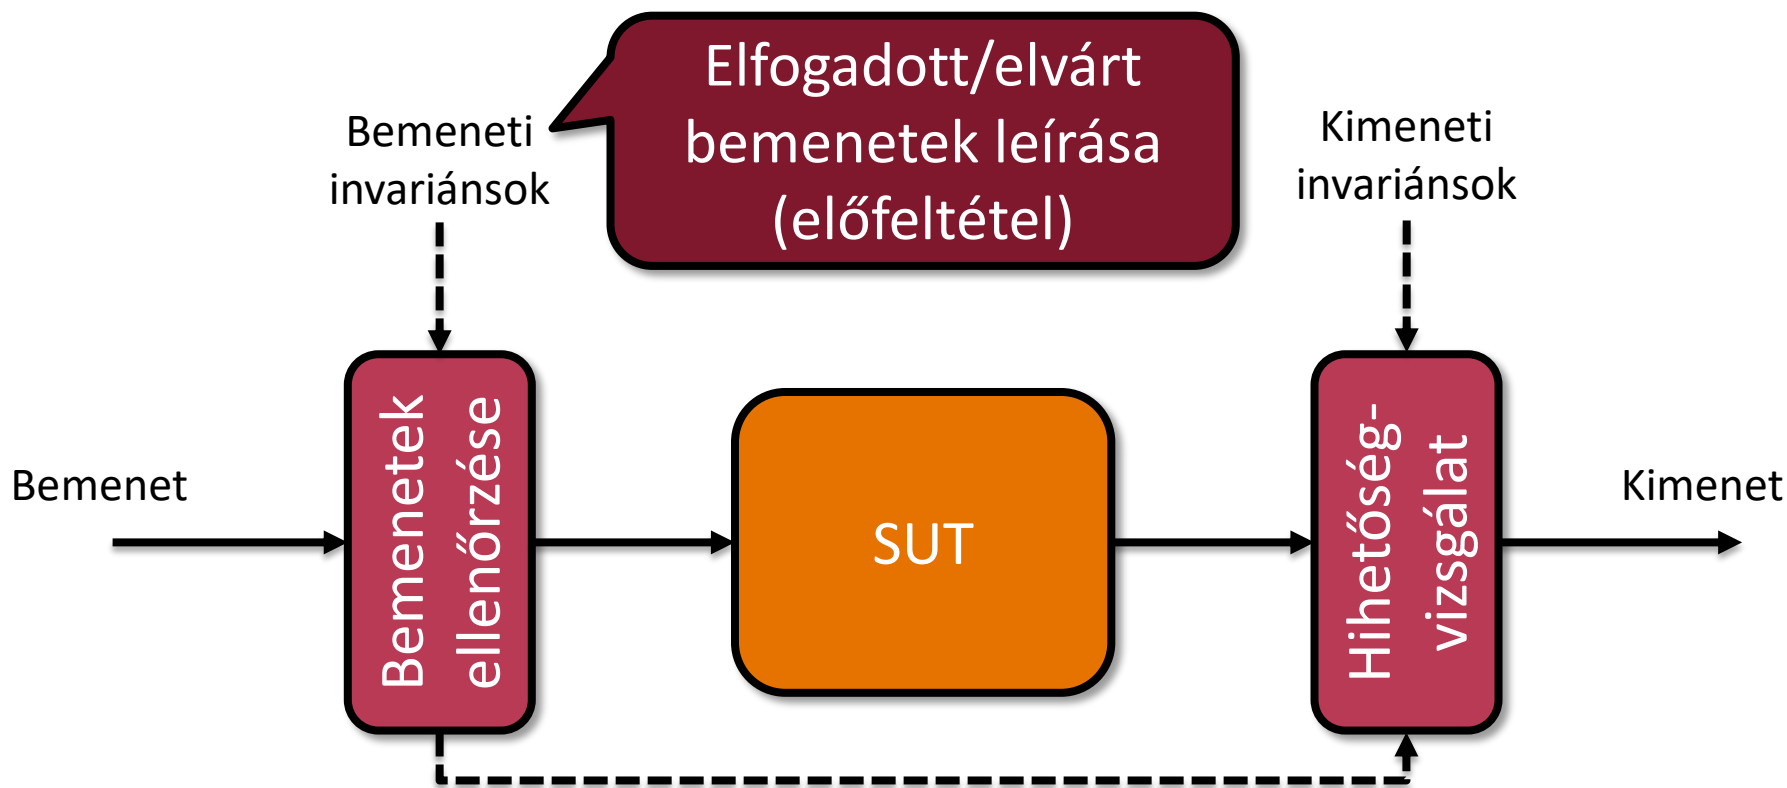 Elfogadott/elvárt
bemenetek leírása
(előfeltétel)
Bemeneti
invariánsok
Kimeneti
invariánsok
Bemenet
Bemenetek
ellenőrzése
SUT
Hihetőség-
vizsgálat
Kimenet